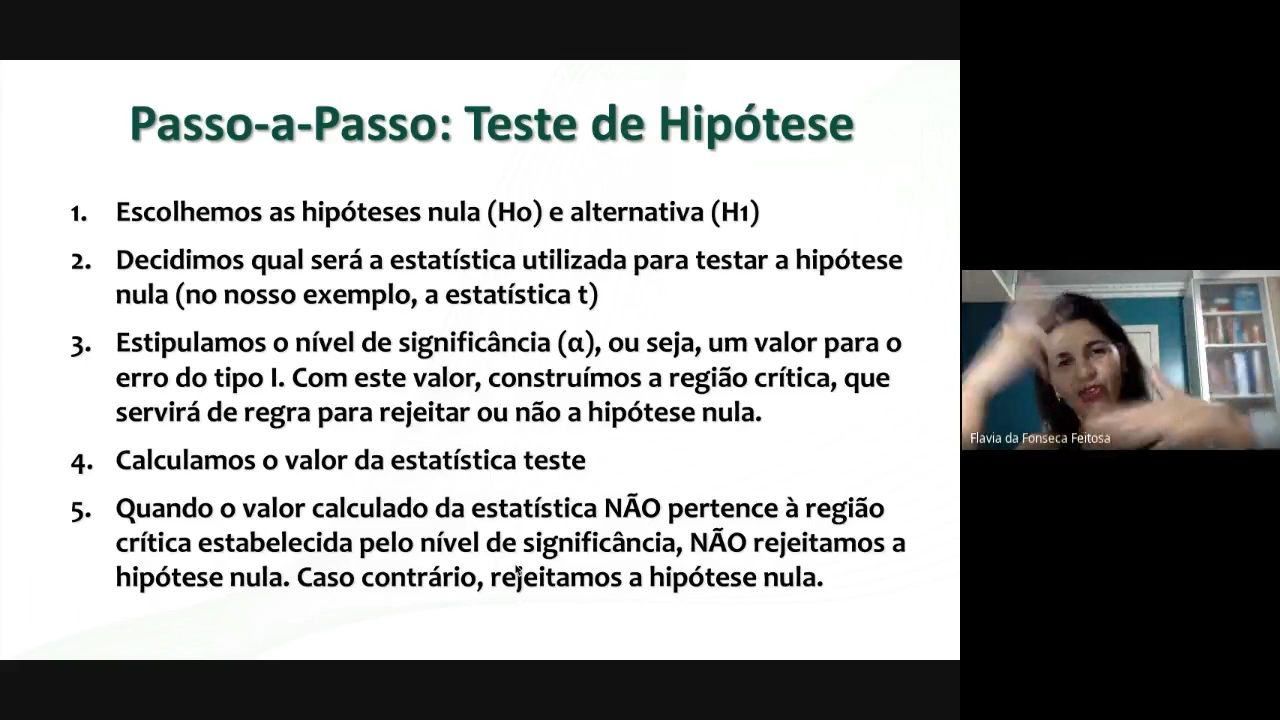 Passo-a-Passo: Teste de Hipótese
1. Escolhemos as hipóteses nula (H0) e alternativa (H1)
2. Decidimos qual será a estatística utilizada para testar a hipótese
nula (no nosso exemplo, a estatística t)
3. Estipulamos o nível de significância (α), ou seja, um valor para o
erro do tipo I. Com este valor, construímos a região crítica, que
servirá de regra para rejeitar ou não a hipótese nula.
4. Calculamos o valor da estatística teste
5. Quando o valor calculado da estatística NÃO pertence à região
crítica estabelecida pelo nível de significância, NÃO rejeitamos a
hipótese nula. Caso contrário, rejeitamos a hipótese nula.
Flavia da Fonseca Feitosa